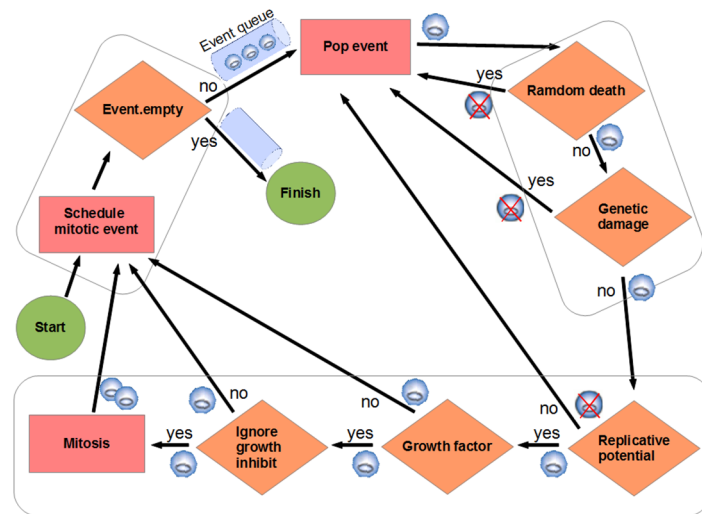 Event queue
Pop event
yes
Ramdom death
no
Event.empty
no
yes
yes
Genetic
damage
Finish
Schedule
mitotic event
no
Start
no
no
no
Mitosis
yes
Ignore
growth
inhibit
yes
Growth factor
yes
Replicative
potential